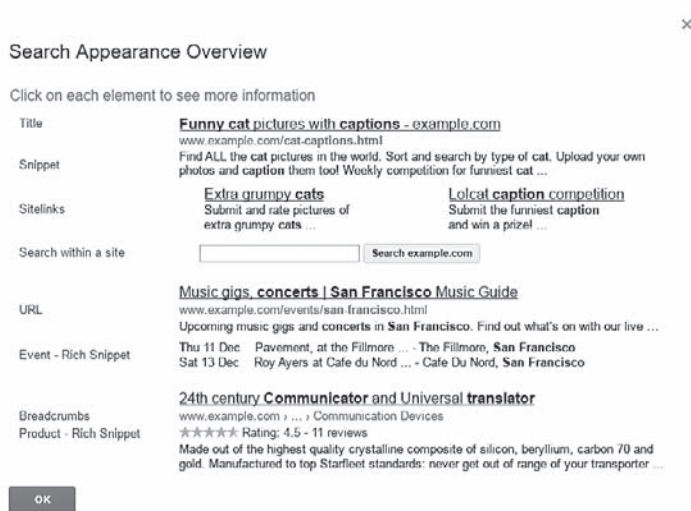 ×
Search Appearance Overview
Click on each element to see more information
Title
Funny cat pictures with captions - example.com
www.example.com/cat-captions.html
Snippet
Find ALL the cat pictures in the world. Sort and search by type of cat. Upload your own
photos and caption them too! Weekly competition for funniest cat ...
Sitelinks
Extra grumpy cats
Submit and rate pictures of
extra grumpy cats ...
Lolcat caption competition
Submit the funniest caption
and win a prize! ...
Search within a site
Search example.com
Music gigs, concerts | San Francisco Music Guide
URL
www.example.com/events/san-francisco.html
Upcoming music gigs and concerts in San Francisco. Find out what's on with our live ...
Event - Rich Snippet
Thu 11 Dec Pavement, at the Fillmore ... - The Fillmore, San Francisco
Sat 13 Dec Roy Ayers at Cafe du Nord ... - Cafe Du Nord, San Francisco
24th century Communicator and Universal translator
Breadcrumbs
www.example.com › ... › Communication Devices
Product - Rich Snippet
★★★★★ Rating: 4.5 - 11 reviews
Made out of the highest quality crystalline composite of silicon, beryllium, carbon 70 and
gold. Manufactured to top Starfleet standards: never get out of range of your transporter ...
OK